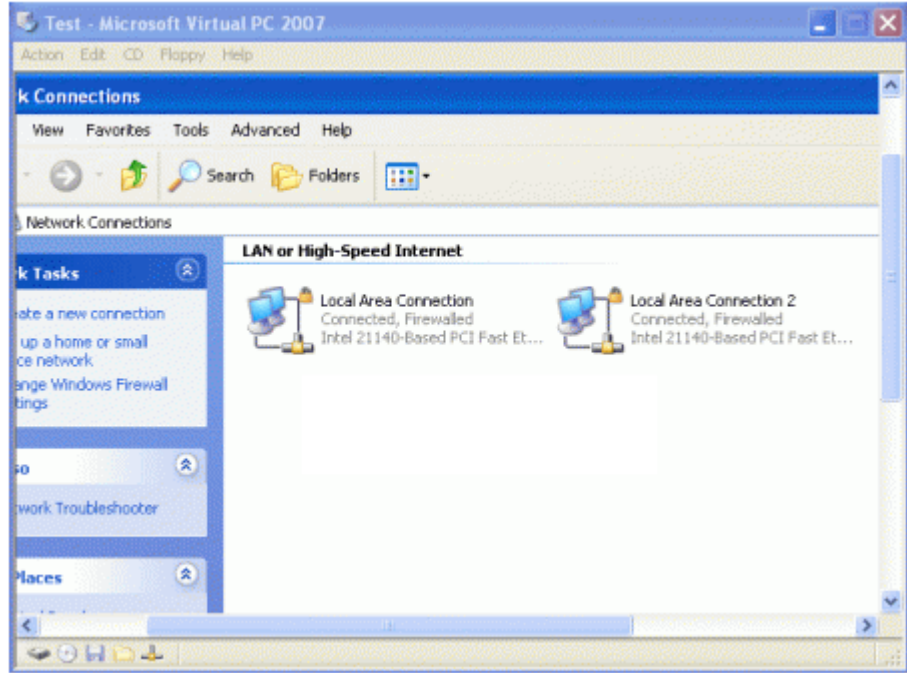 Test - Microsoft Virtual PC 2007
Action Edit CD Floppy Help
k Connections
View Favorites Tools Advanced Help
Search Folders
Network Connections
LAN or High-Speed Internet
k Tasks
eate a new connection
up a home or small
ce network
ange Windows Firewall
tings
Local Area Connection
Connected, Firewalled
Intel 21140-Based PCI Fast Et...
Local Area Connection 2
Connected, Firewalled
Intel 21140-Based PCI Fast Et...
so
work Troubleshooter
Places